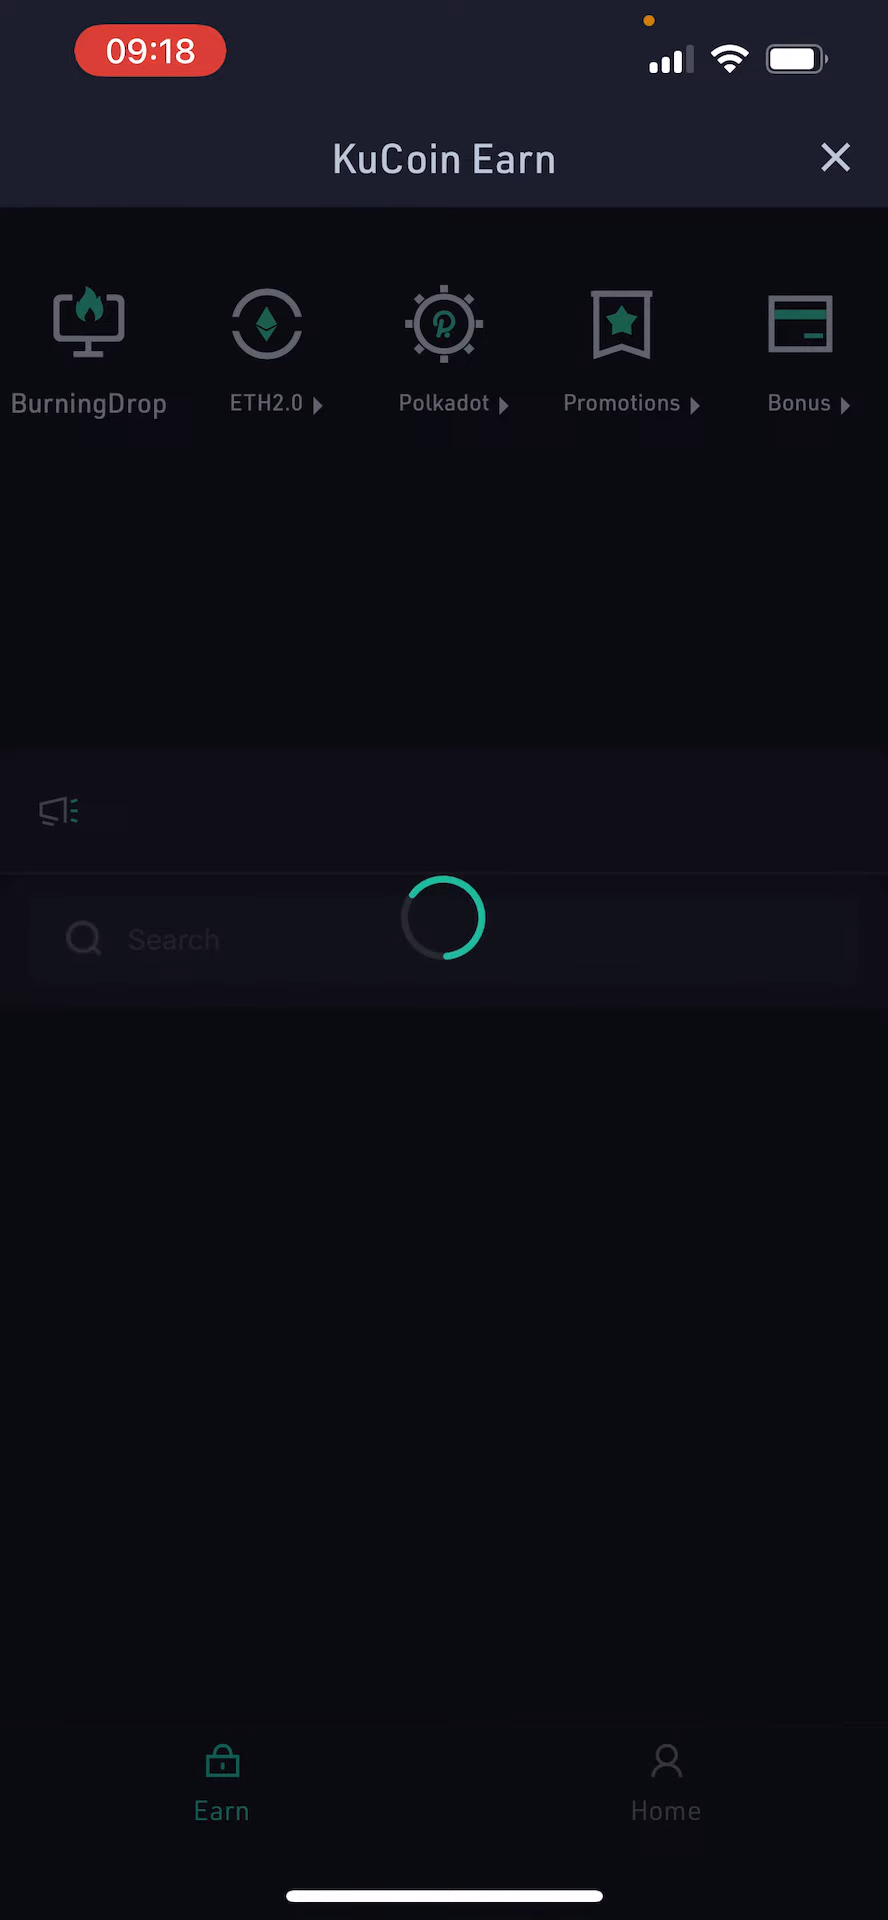 09:18
KuCoin Earn
BurningDrop
ETH2.0
Polkadot
Promotions
Bonus
Search
Earn
Home